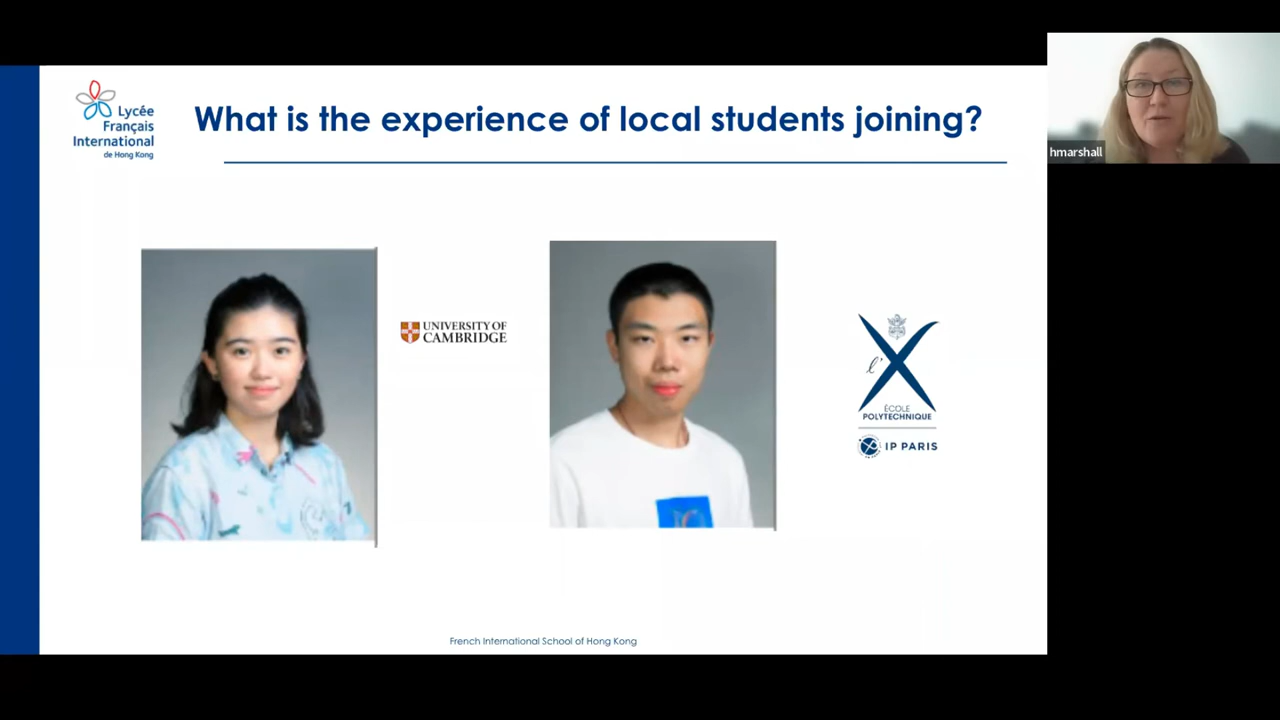 Lycée
Français
International
de Hong Kong
What is the experience of local students joining?
hmarshall
UNIVERSITY OF
CAMBRIDGE
l'X
ÉCOLE
POLYTECHNIQUE
IP PARIS
French International School of Hong Kong